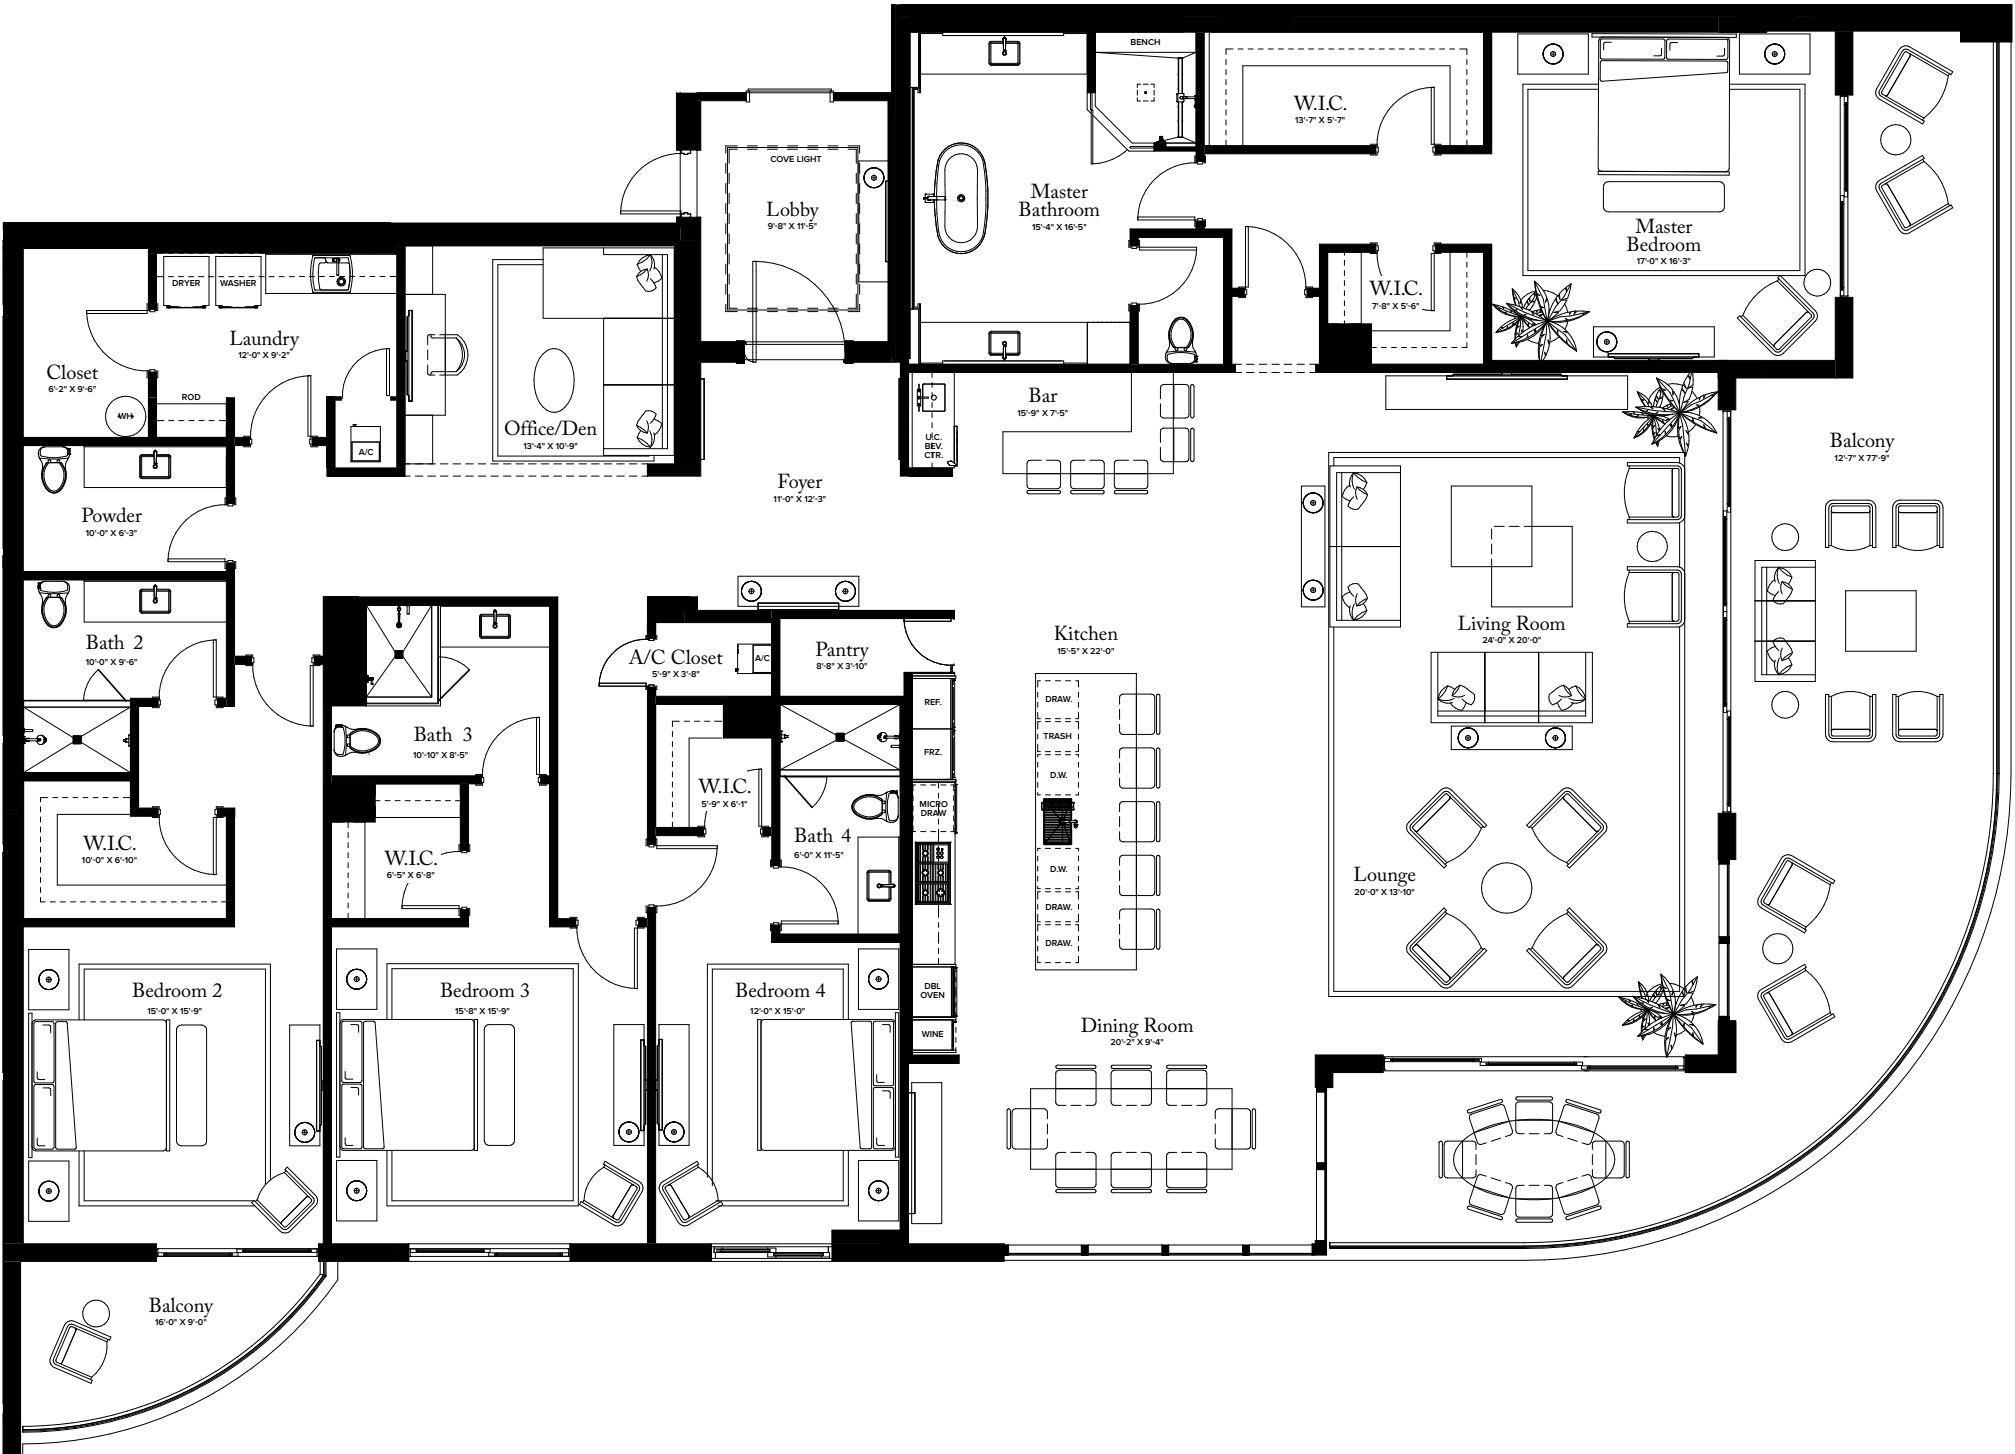 BENCH
W.I.C.
13'-7" X 5'-7"
COVE LIGHT
Lobby
9'-8" X 11'-5"
Master
Bathroom
15'-4" X 16'-5"
Master
Bedroom
17'-0" X 16'-3"
W.I.C.
7'-8" X 5'-6"
DRYER
WASHER
Laundry
12'-0" X 9'-2"
Closet
6'-2" X 9'-6"
WH
ROD
A/C
Office/Den
13'-4" X 10'-9"
Bar
15'-9" X 7'-5"
U.C.
BEV.
CTR.
Balcony
12'-7" X 77'-9"
Foyer
11'-0" X 12'-3"
Powder
10'-0" X 6'-3"
Bath 2
10'-0" X 9'-6"
A/C Closet
5'-9" X 3'-8"
A/C
Pantry
8'-8" X 3'-10"
Kitchen
15'-5" X 22'-0"
Living Room
24'-0" X 20'-0"
REF.
FRZ.
MICRO
DRAW
DRAW.
TRASH
D.W.
D.W.
DRAW.
DRAW.
Bath 3
10'-10" X 8'-5"
W.I.C.
5'-9" X 6'-1"
Bath 4
6'-0" X 11'-5"
W.I.C.
10'-0" X 6'-10"
W.I.C.
6'-5" X 6'-8"
Lounge
20'-0" X 13'-10"
Bedroom 2
15'-0" X 15'-9"
Bedroom 3
15'-8" X 15'-9"
Bedroom 4
12'-0" X 15'-0"
DBL
OVEN
WINE
Dining Room
20'-2" X 9'-4"
Balcony
16'-0" X 9'-0"